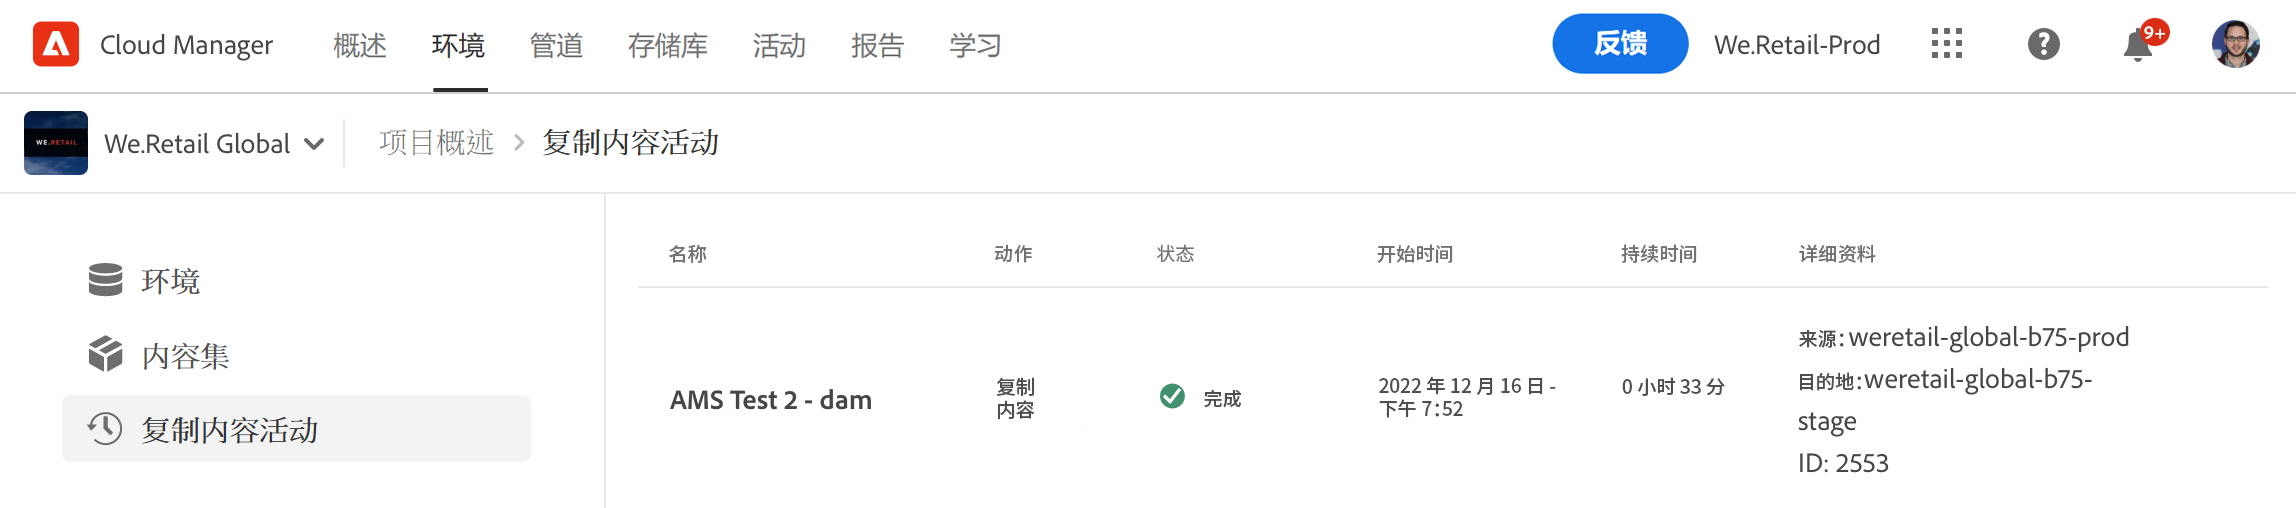 Cloud Manager 概述 环境 管道 存储库 活动 报告 学习 反馈 We.Retail-Prod 9+
WE.RETAIL We.Retail Global 项目概述 复制内容活动
环境
内容集
复制内容活动
名称 动作 状态 开始时间 持续时间 详细资料
AMS Test 2 - dam
复制
内容
完成
2022 年 12 月 16 日 -
下午 7:52
0 小时 33 分
来源: weretail-global-b75-prod
目的地:weretail-global-b75-
stage
ID: 2553